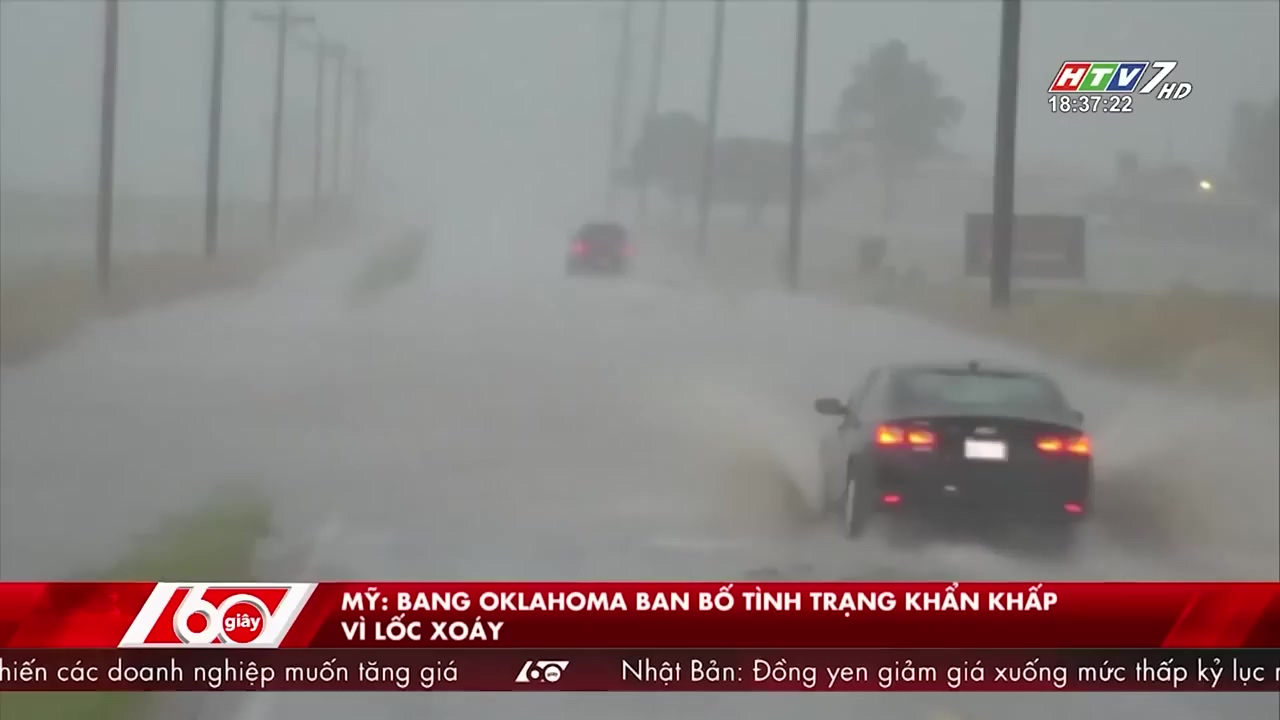 HTV7 HD
18:37:22
60 giây
MỸ: BANG OKLAHOMA BAN BỐ TÌNH TRẠNG KHẨN KHẤP
VÌ LỐC XOÁY
hiến các doanh nghiệp muốn tăng giá 60 Nhật Bản: Đồng yen giảm giá xuống mức thấp kỷ lục